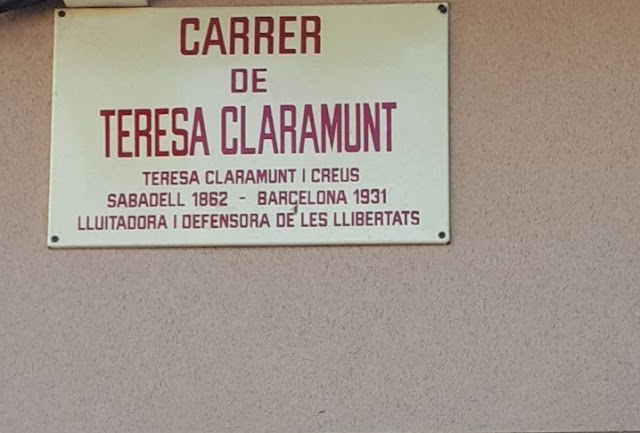 CARRER
DE
TERESA CLARAMUNT
TERESA CLARAMUNT I CREUS
SABADELL 1862 - BARCELONA 1931
LLUITADORA I DEFENSORA DE LES LLIBERTATS